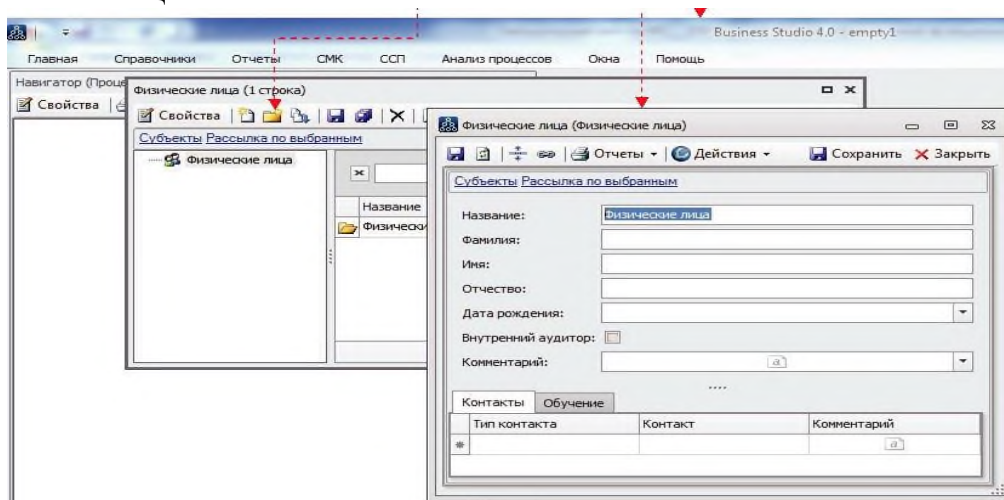 Business Studio 4.0 - empty1
Главная Справочники Отчеты СМК ССП Анализ процессов Окна Помощь
Навигатор (Проце
Свойства
Физические лица (1 строка)
Свойства
Субъекты Рассылка по выбранным
Физические лица
Название
Физически
Физические лица (Физические лица)
Отчеты Действия Сохранить Закрыть
Субъекты Рассылка по выбранным
Название: Физические лица
Фамилия:
Имя:
Отчество:
Дата рождения:
Внутренний аудитор:
Комментарий: a
Контакты Обучение
Тип контакта Контакт Комментарий
a